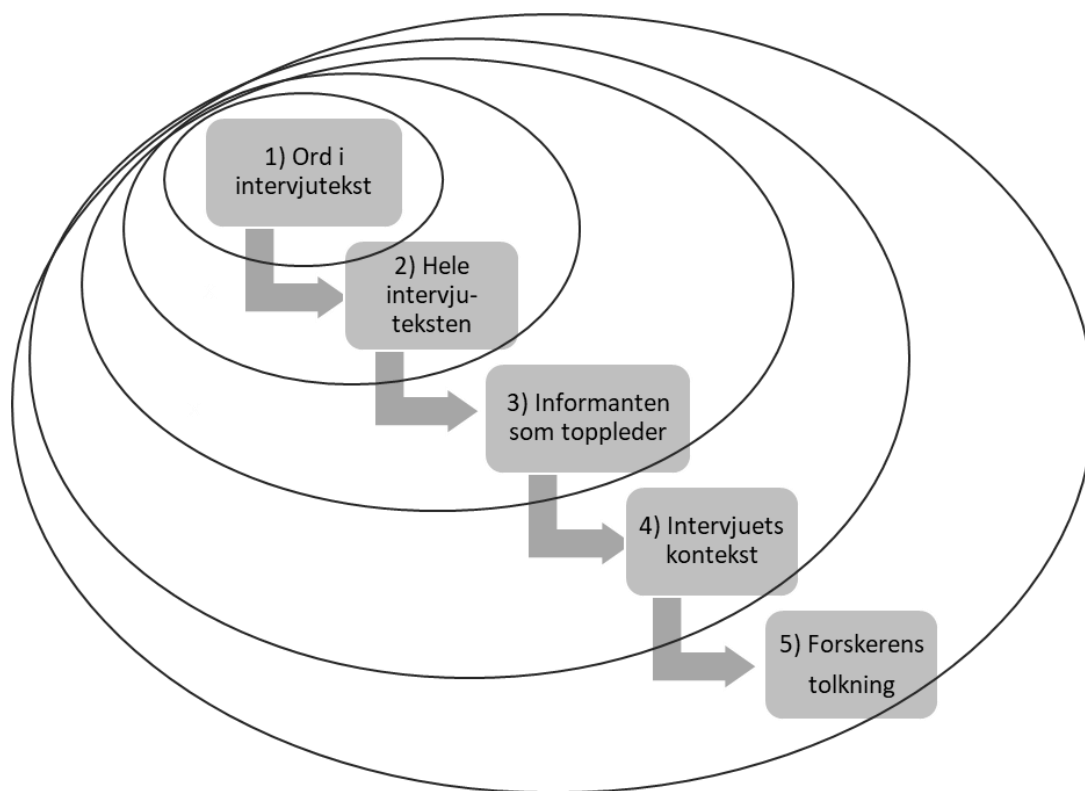 1) Ord i
intervjutekst
2) Hele
intervju-
teksten
3) Informanten
som toppleder
4) Intervjuets
kontekst
5) Forskerens
tolkning